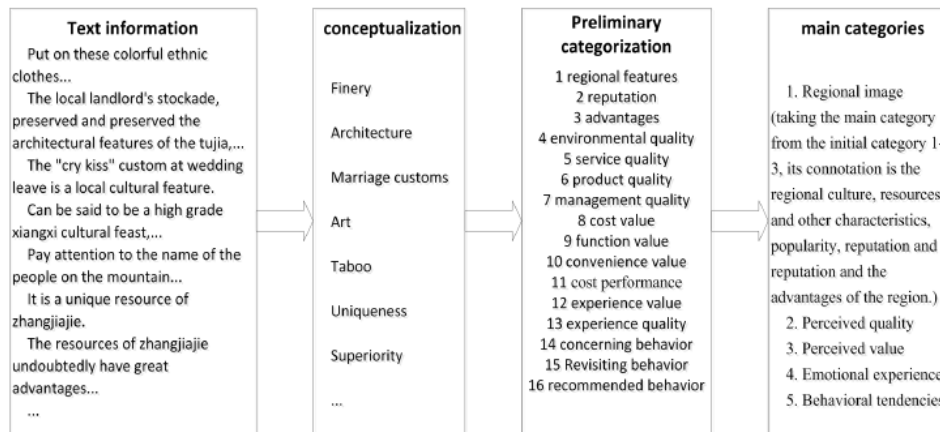 Text information
Put on these colorful ethnic
clothes...
The local landlord's stockade,
preserved and preserved the
architectural features of the tujia,...
The "cry kiss" custom at wedding
leave is a local cultural feature.
Can be said to be a high grade
xiangxi cultural feast,...
Pay attention to the name of the
people on the mountain...
It is a unique resource of
zhangjiajie.
The resources of zhangjiajie
undoubtedly have great
advantages...
...
conceptualization
Finery
Architecture
Marriage customs
Art
Taboo
Uniqueness
Superiority
...
Preliminary
categorization
1 regional features
2 reputation
3 advantages
4 environmental quality
5 service quality
6 product quality
7 management quality
8 cost value
9 function value
10 convenience value
11 cost performance
12 experience value
13 experience quality
14 concerning behavior
15 Revisiting behavior
16 recommended behavior
main categories
1. Regional image
(taking the main category
from the initial category 1-
3, its connotation is the
regional culture, resources
and other characteristics,
popularity, reputation and
reputation and the
advantages of the region.)
2. Perceived quality
3. Perceived value
4. Emotional experience
5. Behavioral tendencies